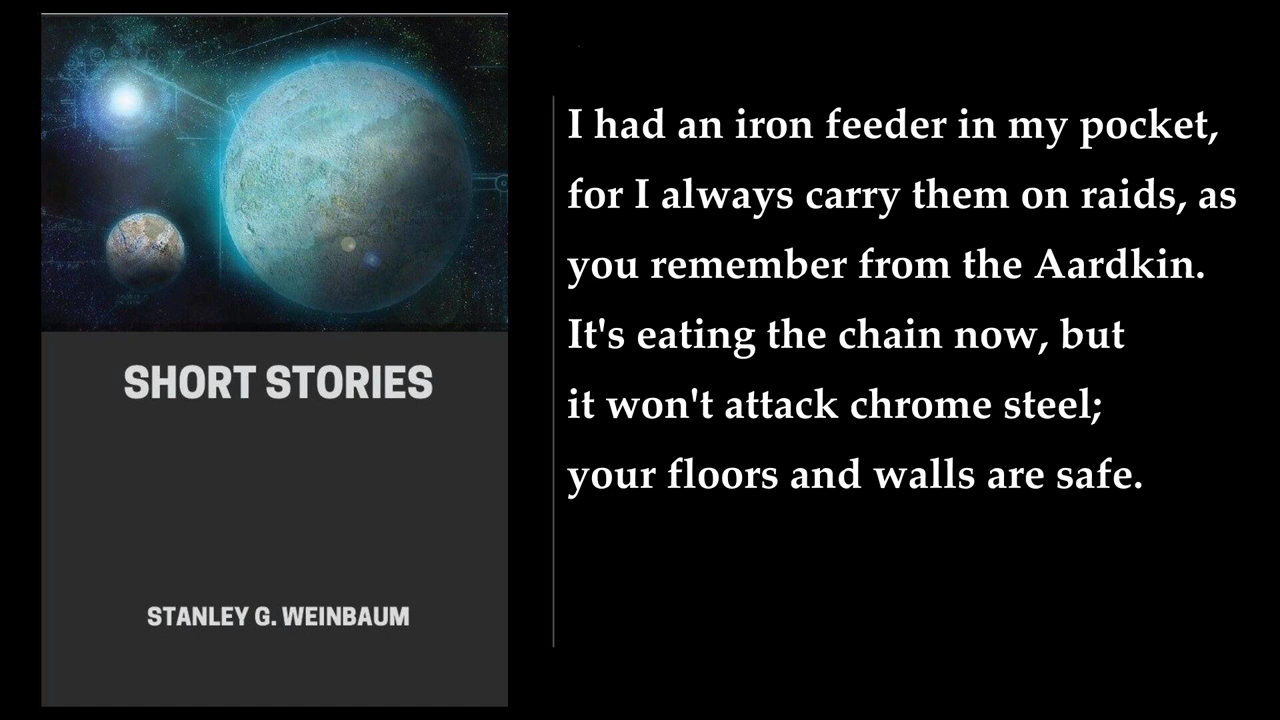 SHORT STORIES
STANLEY G. WEINBAUM
I had an iron feeder in my pocket,
for I always carry them on raids, as
you remember from the Aardkin.
It's eating the chain now, but
it won't attack chrome steel;
your floors and walls are safe.